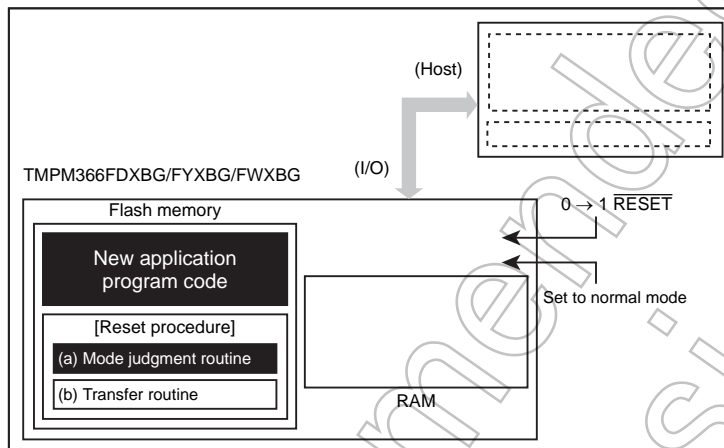 (Host)
(I/O)
TMPM366FDXBG/FYXBG/FWXBG
Flash memory
0 → 1 RESET
New application
program code
Set to normal mode
[Reset procedure]
(a) Mode judgment routine
(b) Transfer routine
RAM